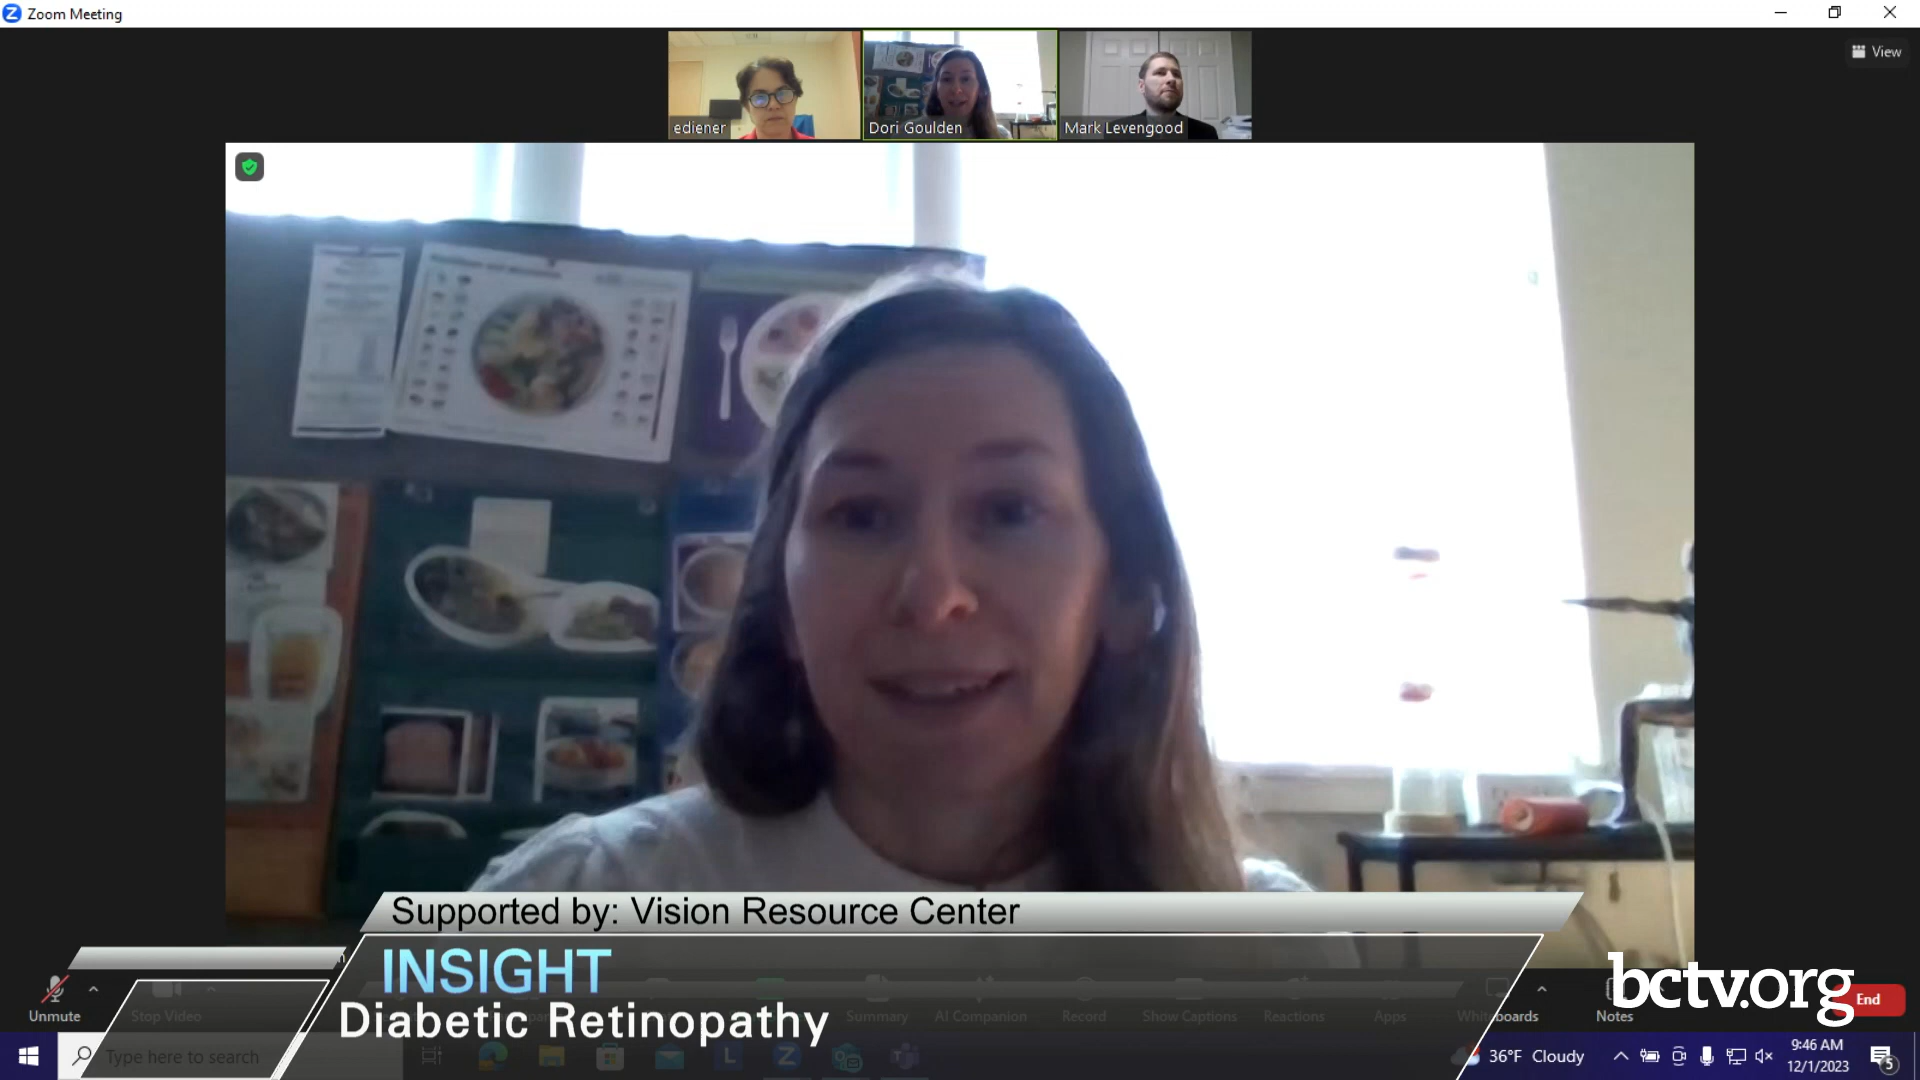 Zoom Meeting
View
ediener
Dori Goulden
Mark Levengood
Supported by: Vision Resource Center
INSIGHT
Diabetic Retinopathy
bctv.org
Unmute
Stop Video
Summary
AI Companion
Record
Show Captions
Reactions
Apps
Whiteboards
Notes
End
Type here to search
36°F Cloudy
9:46 AM
12/1/2023
5